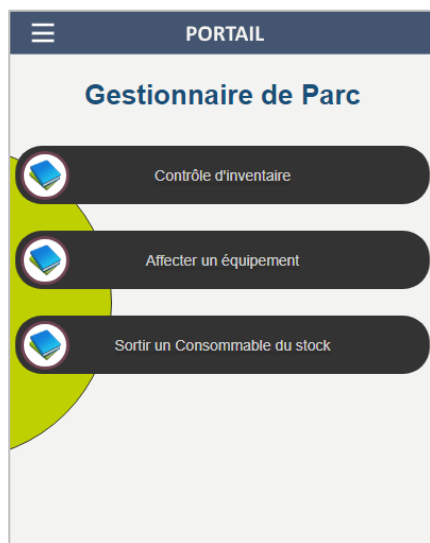 PORTAIL
Gestionnaire de Parc
Contrôle d'inventaire
Affecter un équipement
Sortir un Consommable du stock